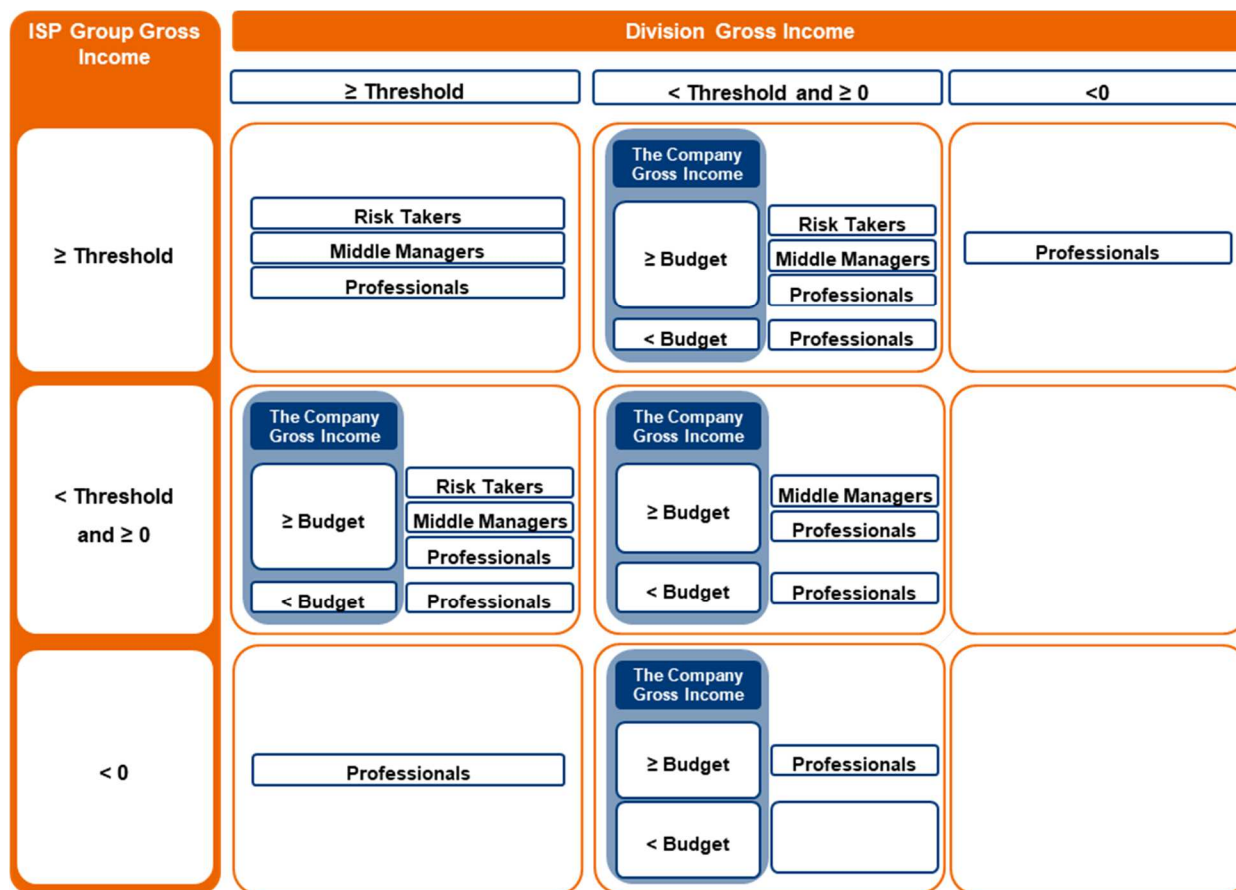 ISP Group Gross
Income
Division Gross Income
≥ Threshold
< Threshold and ≥ 0
<0
≥ Threshold
Risk Takers
Middle Managers
Professionals
The Company
Gross Income
≥ Budget
Risk Takers
Middle Managers
Professionals
< Budget
Professionals
Professionals
< Threshold
and ≥ 0
The Company
Gross Income
≥ Budget
Risk Takers
Middle Managers
Professionals
< Budget
Professionals
The Company
Gross Income
≥ Budget
Middle Managers
Professionals
< Budget
Professionals
< 0
Professionals
The Company
Gross Income
≥ Budget
Professionals
< Budget